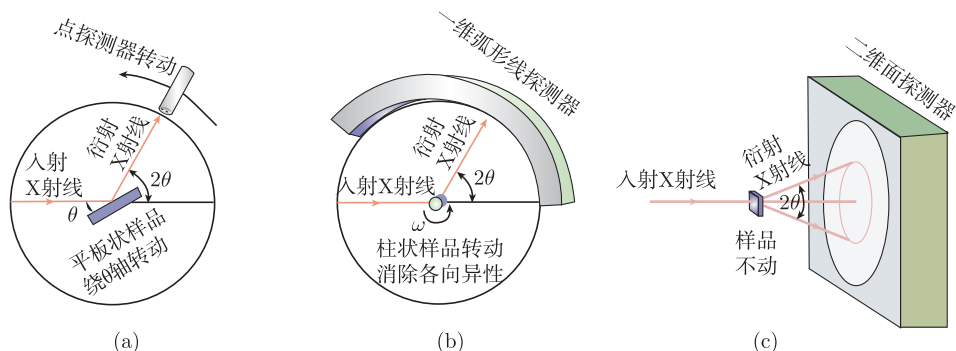 点探测器转动
衍射
X射线
入射
X射线
2θ
θ
平板状样品
绕θ轴转动
(a)
一维弧形线探测器
衍射
X射线
入射X射线
2θ
ω
柱状样品转动
消除各向异性
(b)
二维面探测器
衍射
X射线
入射X射线
2θ
样品
不动
(c)